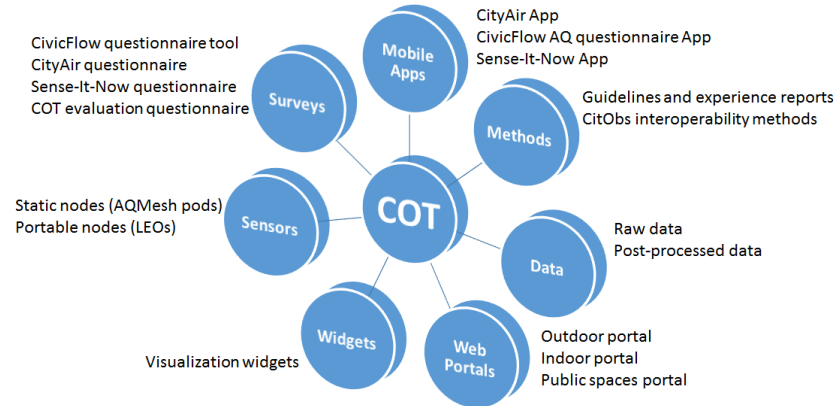 CityAir App
CivicFlow AQ questionnaire App
Sense-It-Now App
Mobile
Apps
CivicFlow questionnaire tool
CityAir questionnaire
Sense-It-Now questionnaire
COT evaluation questionnaire
Surveys
Guidelines and experience reports
CitObs interoperability methods
Methods
COT
Static nodes (AQMesh pods)
Portable nodes (LEOs)
Sensors
Raw data
Post-processed data
Data
Visualization widgets
Widgets
Web
Portals
Outdoor portal
Indoor portal
Public spaces portal